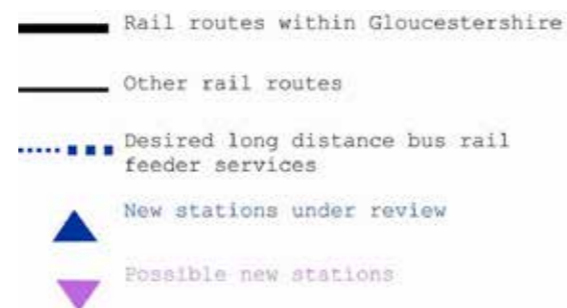 Rail routes within Gloucestershire
Other rail routes
Desired long distance bus rail
feeder services
New stations under review
Possible new stations